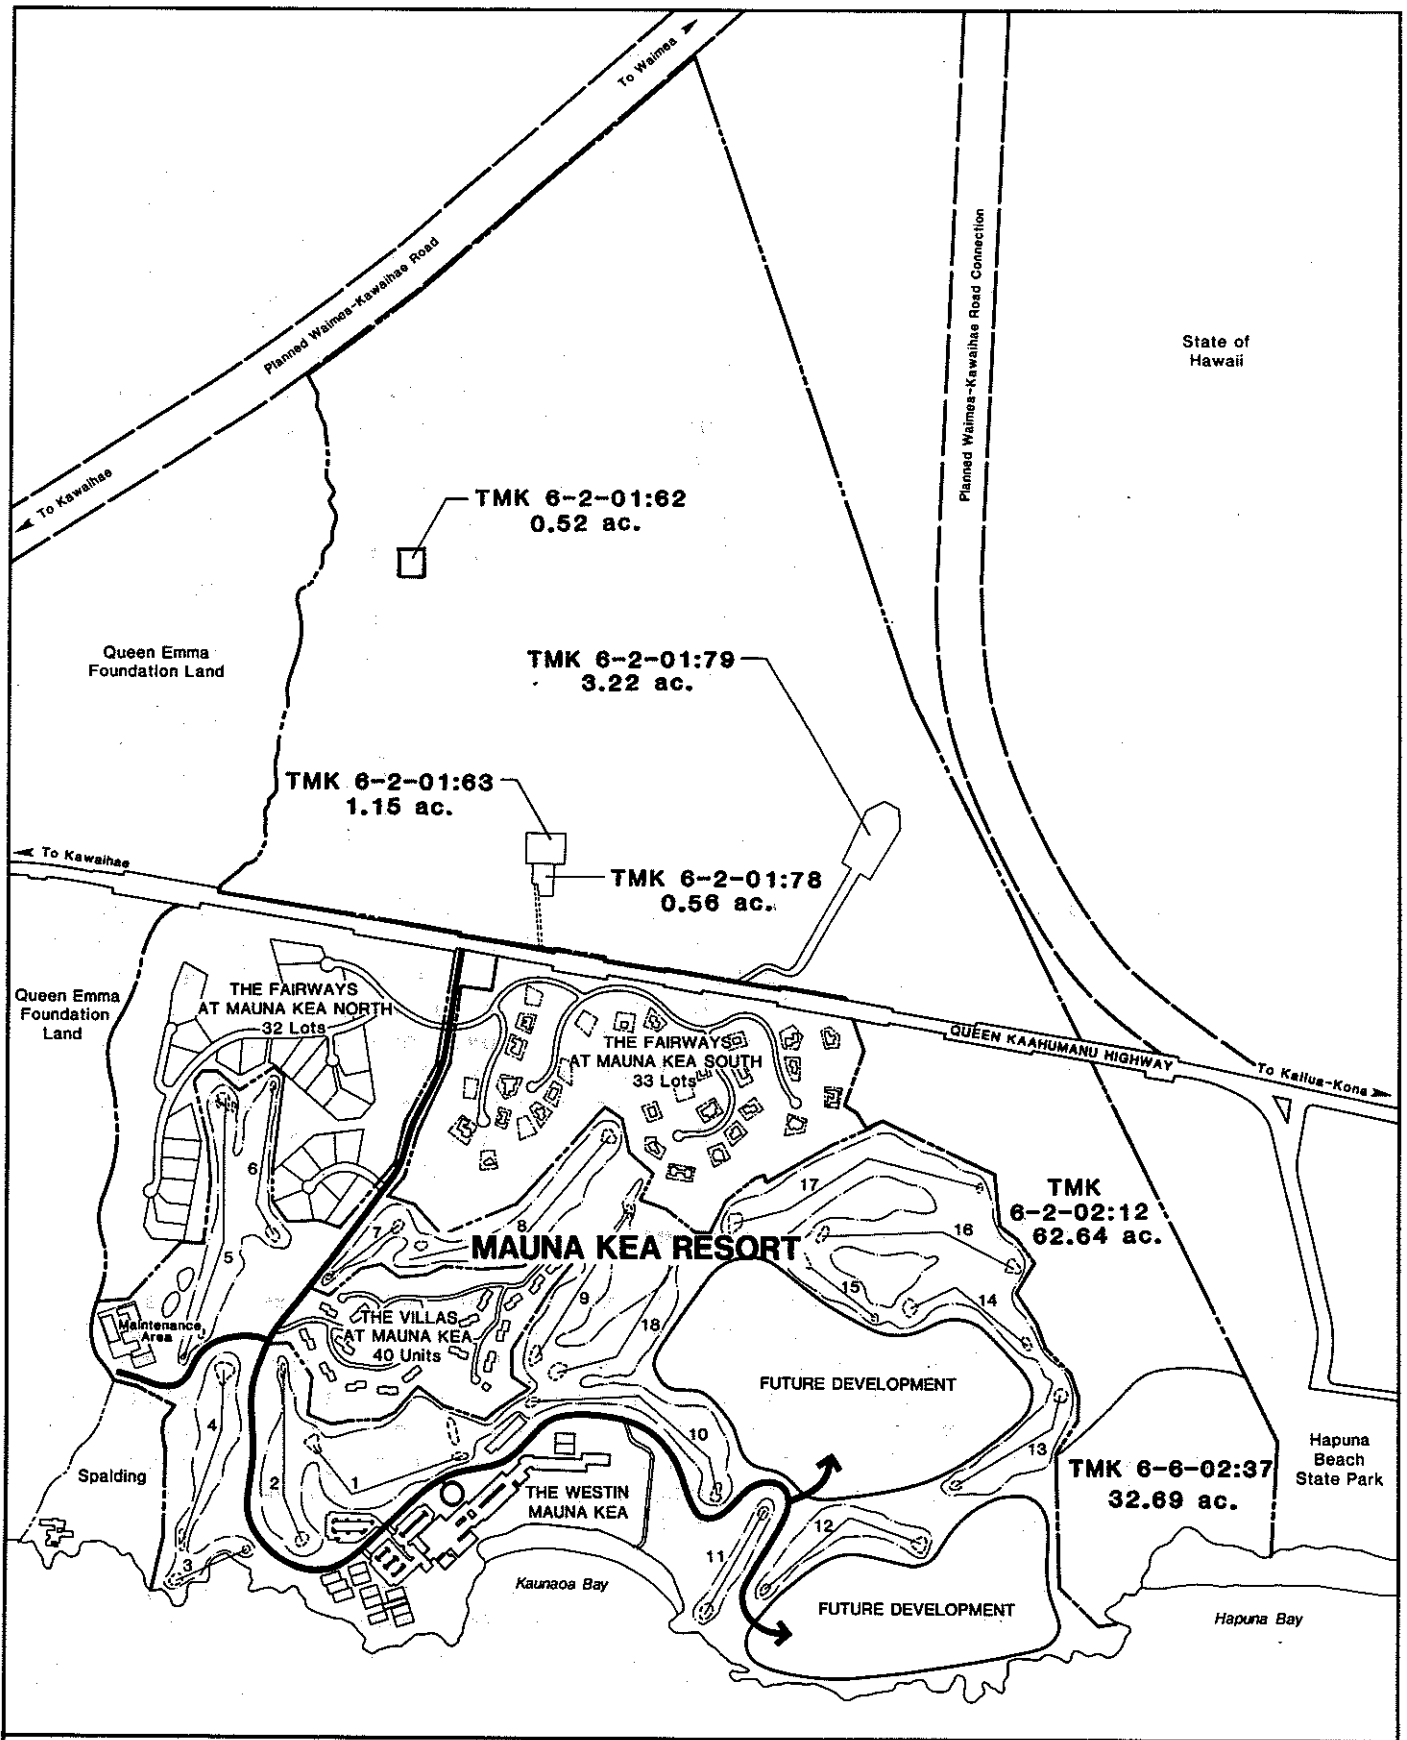 To Waimea
Planned Waimea-Kawaihae Road
To Kawaihae
Planned Waimea-Kawaihae Road Connection
State of
Hawaii
TMK 6-2-01:62
0.52 ac.
Queen Emma
Foundation Land
TMK 6-2-01:79
3.22 ac.
TMK 6-2-01:63
1.15 ac.
To Kawaihae
TMK 6-2-01:78
0.56 ac.
Queen Emma
Foundation
Land
THE FAIRWAYS
AT MAUNA KEA NORTH
32 Lots
THE FAIRWAYS
AT MAUNA KEA SOUTH
33 Lots
QUEEN KAAHUMANU HIGHWAY
To Kailua-Kona
6
17
TMK
6-2-02:12
62.64 ac.
7
8
16
MAUNA KEA RESORT
5
15
9
14
Maintenance
Area
THE VILLAS
AT MAUNA KEA
40 Units
18
FUTURE DEVELOPMENT
4
10
13
Hapuna
Beach
State Park
Spalding
2
1
TMK 6-6-02:37
32.69 ac.
THE WESTIN
MAUNA KEA
12
11
3
Kaunaoa Bay
FUTURE DEVELOPMENT
Hapuna Bay